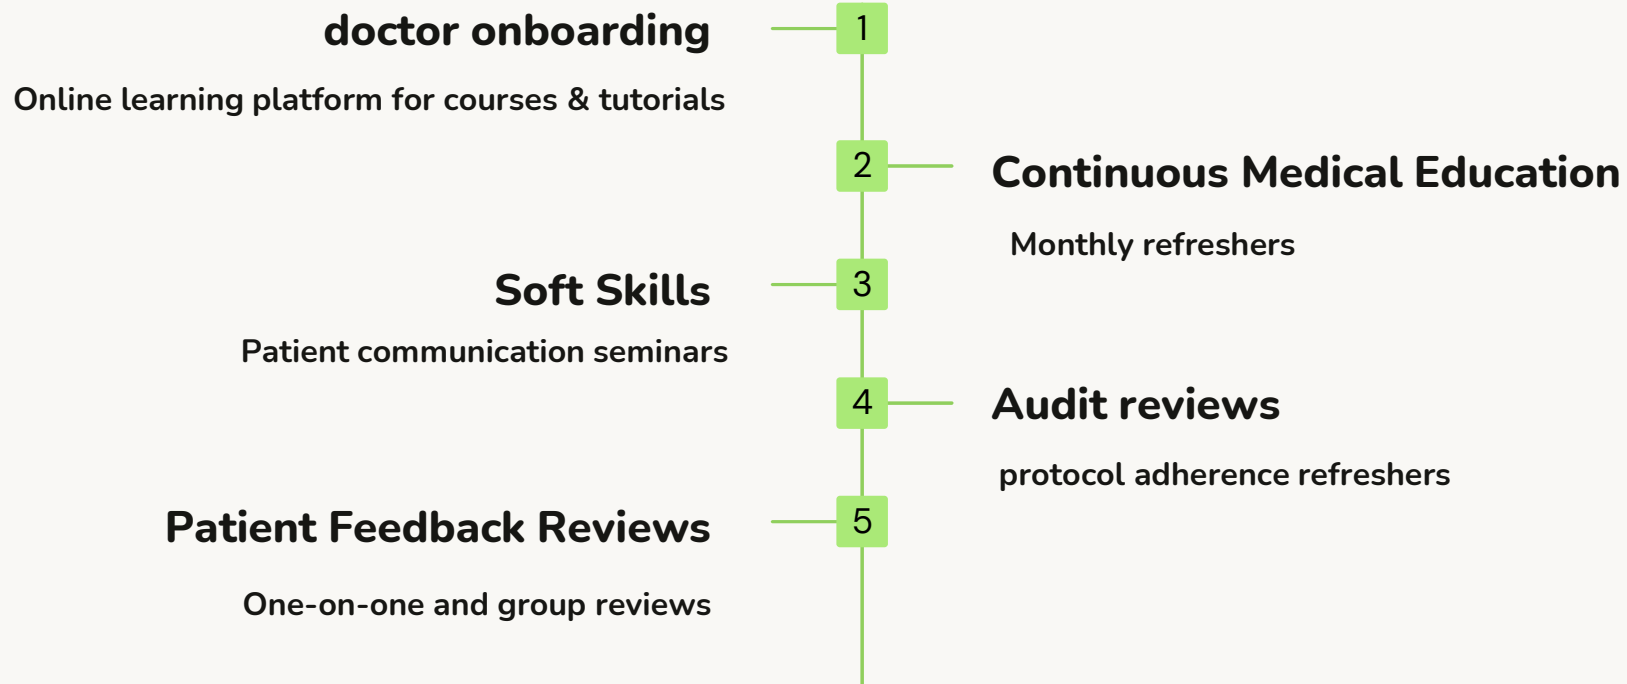 doctor onboarding
1
Online learning platform for courses & tutorials
2
Continuous Medical Education
Monthly refreshers
Soft Skills
3
Patient communication seminars
4
Audit reviews
protocol adherence refreshers
Patient Feedback Reviews
5
One-on-one and group reviews